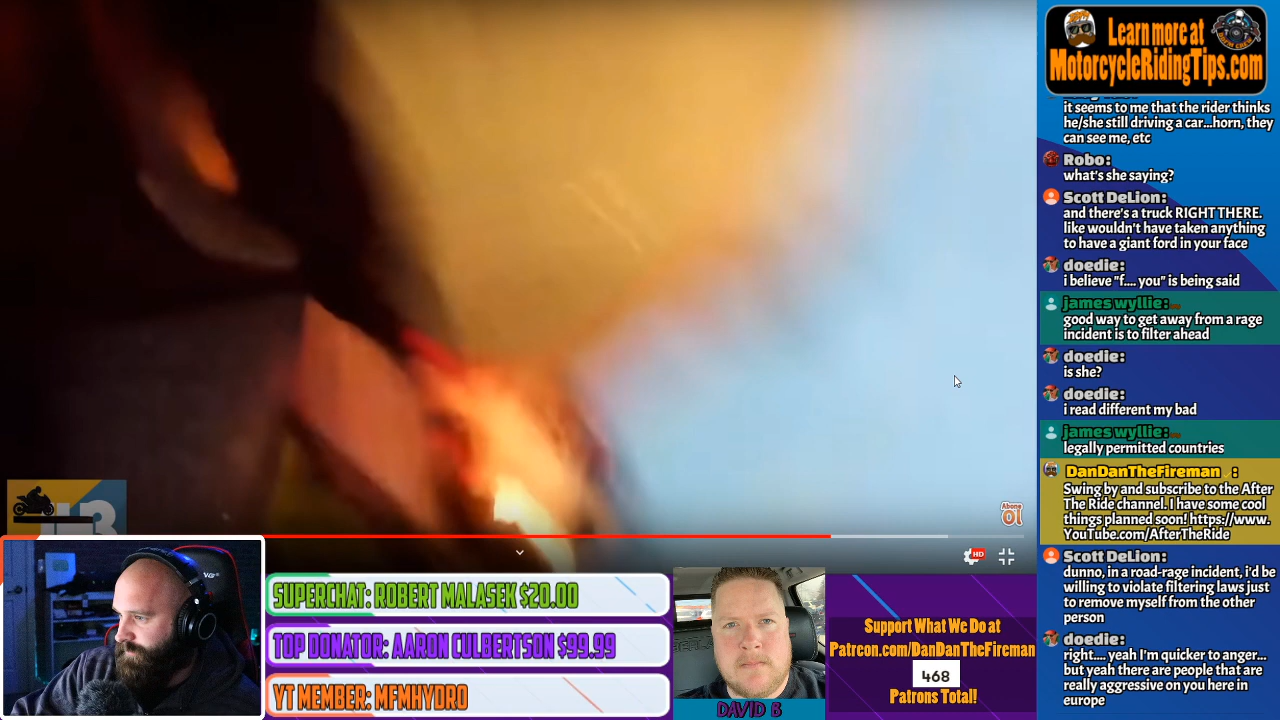 Learn more at
MotorcycleRidingTips.com
it seems to me that the rider thinks
he/she still driving a car...horn, they
can see me, etc
Robo:
what's she saying?
Scott DeLion:
and there's a truck RIGHT THERE.
like wouldn't have taken anything
to have a giant ford in your face
doedie:
i believe "f.... you" is being said
james wyllie:
good way to get away from a rage
incident is to filter ahead
doedie:
is she?
doedie:
i read different my bad
james wyllie:
legally permitted countries
DanDanTheFireman :
Swing by and subscribe to the After
The Ride channel. I have some cool
things planned soon! https://www.
YouTube.com/AfterTheRide
Scott DeLion:
dunno, in a road-rage incident, i'd be
willing to violate filtering laws just
to remove myself from the other
person
doedie:
right.... yeah I'm quicker to anger...
but yeah there are people that are
really aggressive on you here in
europe
Abone
Ol
HD
SUPERCHAT: ROBERT MALASEK $20.00
TOP DONATOR: AARON CULBERTSON $99.99
YT MEMBER: MFMHYDRO
DAVID B
Support What We Do at
Patreon.com/DanDanTheFireman
468
Patrons Total!